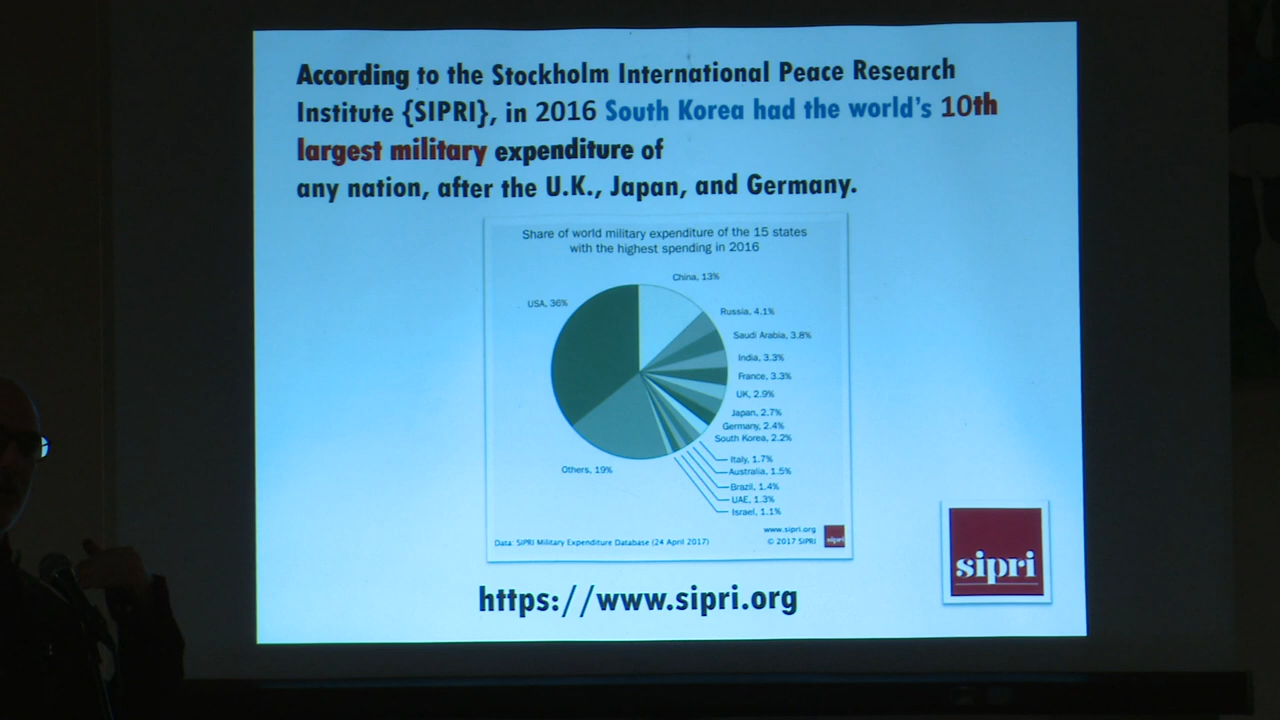 According to the Stockholm International Peace Research
Institute {SIPRI}, in 2016 South Korea had the world's 10th
largest military expenditure of
any nation, after the U.K., Japan, and Germany.
Share of world military expenditure of the 15 states
with the highest spending in 2016
China, 13%
USA, 36%
Russia, 4.1%
Saudi Arabia, 3.8%
India, 3.3%
France, 3.3%
UK, 2.9%
Japan, 2.7%
Germany, 2.4%
South Korea, 2.2%
Italy, 1.7%
Others, 19%
Australia, 1.5%
Brazil, 1.4%
UAE, 1.3%
Israel, 1.1%
www.sipri.org
Data: SIPRI Military Expenditure Database (24 April 2017)
© 2017 SIPRI
sipri
sipri
https://www.sipri.org